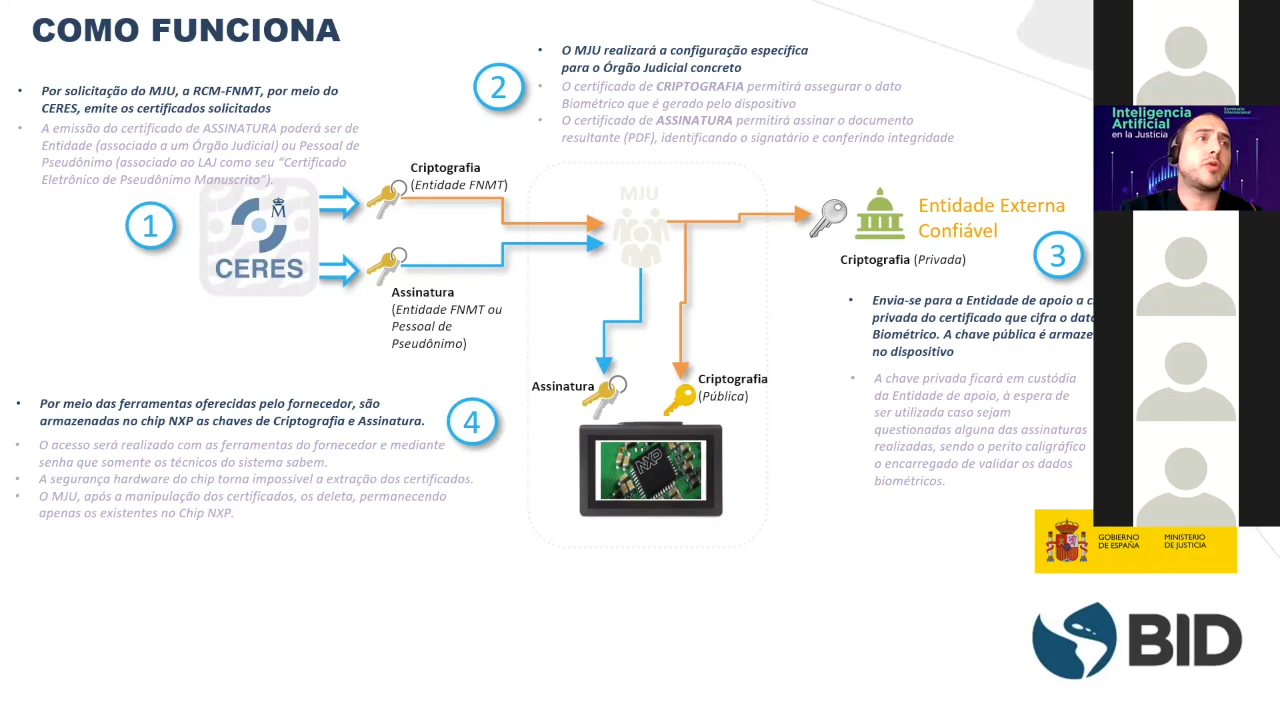 COMO FUNCIONA
• Por solicitação do MJU, a RCM-FNMT, por meio do
CERES, emite os certificados solicitados
• A emissão do certificado de ASSINATURA poderá ser de
Entidade (associado a um Órgão Judicial) ou Pessoal de
Pseudônimo (associado ao LAJ como seu “Certificado
Eletrônico de Pseudônimo Manuscrito”).
1
CERES
M
Criptografia
(Entidade FNMT)
Assinatura
(Entidade FNMT ou
Pessoal de
Pseudônimo)
2
• O MJU realizará a configuração específica
para o Órgão Judicial concreto
• O certificado de CRIPTOGRAFIA permitirá assegurar o dato
Biométrico que é gerado pelo dispositivo
• O certificado de ASSINATURA permitirá assinar o documento
resultante (PDF), identificando o signatário e conferindo integridade
MJU
Entidade Externa
Confiável
Criptografia (Privada)
3
• Envia-se para a Entidade de apoio a
privada do certificado que cifra o
Biométrico. A chave pública é
no dispositivo
• A chave privada ficará em custódia
da Entidade de apoio, à espera de
ser utilizada caso sejam
questionadas alguna das assinaturas
realizadas, sendo o perito caligráfico
o encarregado de validar os dados
biométricos.
Assinatura
Criptografia
(Pública)
NXP
4
• Por meio das ferramentas oferecidas pelo fornecedor, são
armazenadas no chip NXP as chaves de Criptografia e Assinatura.
• O acesso será realizado com as ferramentas do fornecedor e mediante
senha que somente os técnicos do sistema sabem.
• A segurança hardware do chip torna impossível a extração dos certificados.
• O MJU, após a manipulação dos certificados, os deleta, permanecendo
apenas os existentes no Chip NXP.
Inteligencia
Artificial
en la Justicia
Seminario
Internacional
GOBIERNO
DE ESPAÑA
MINISTERIO
DE JUSTICIA
BID